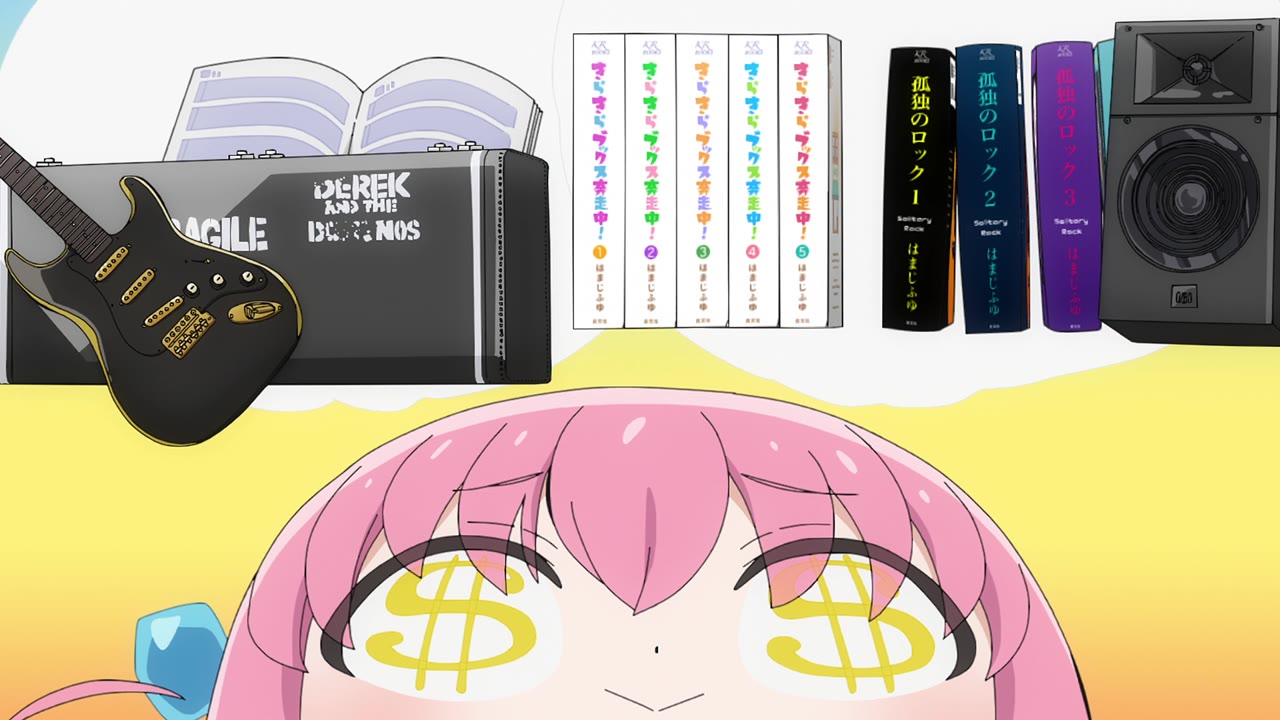 DEREK
AND THE
AGILE
きらきらブックス奔走中!
1
はまじふゆ
きらきらブックス奔走中!
2
はまじふゆ
きらきらブックス奔走中!
3
はまじふゆ
きらきらブックス奔走中!
4
はまじふゆ
きらきらブックス奔走中!
5
はまじふゆ
孤独のロック 1
Solitary
Rock
はまじふゆ
孤独のロック 2
Solitary
Rock
はまじふゆ
孤独のロック 3
Solitary
Rock
はまじふゆ
$ $